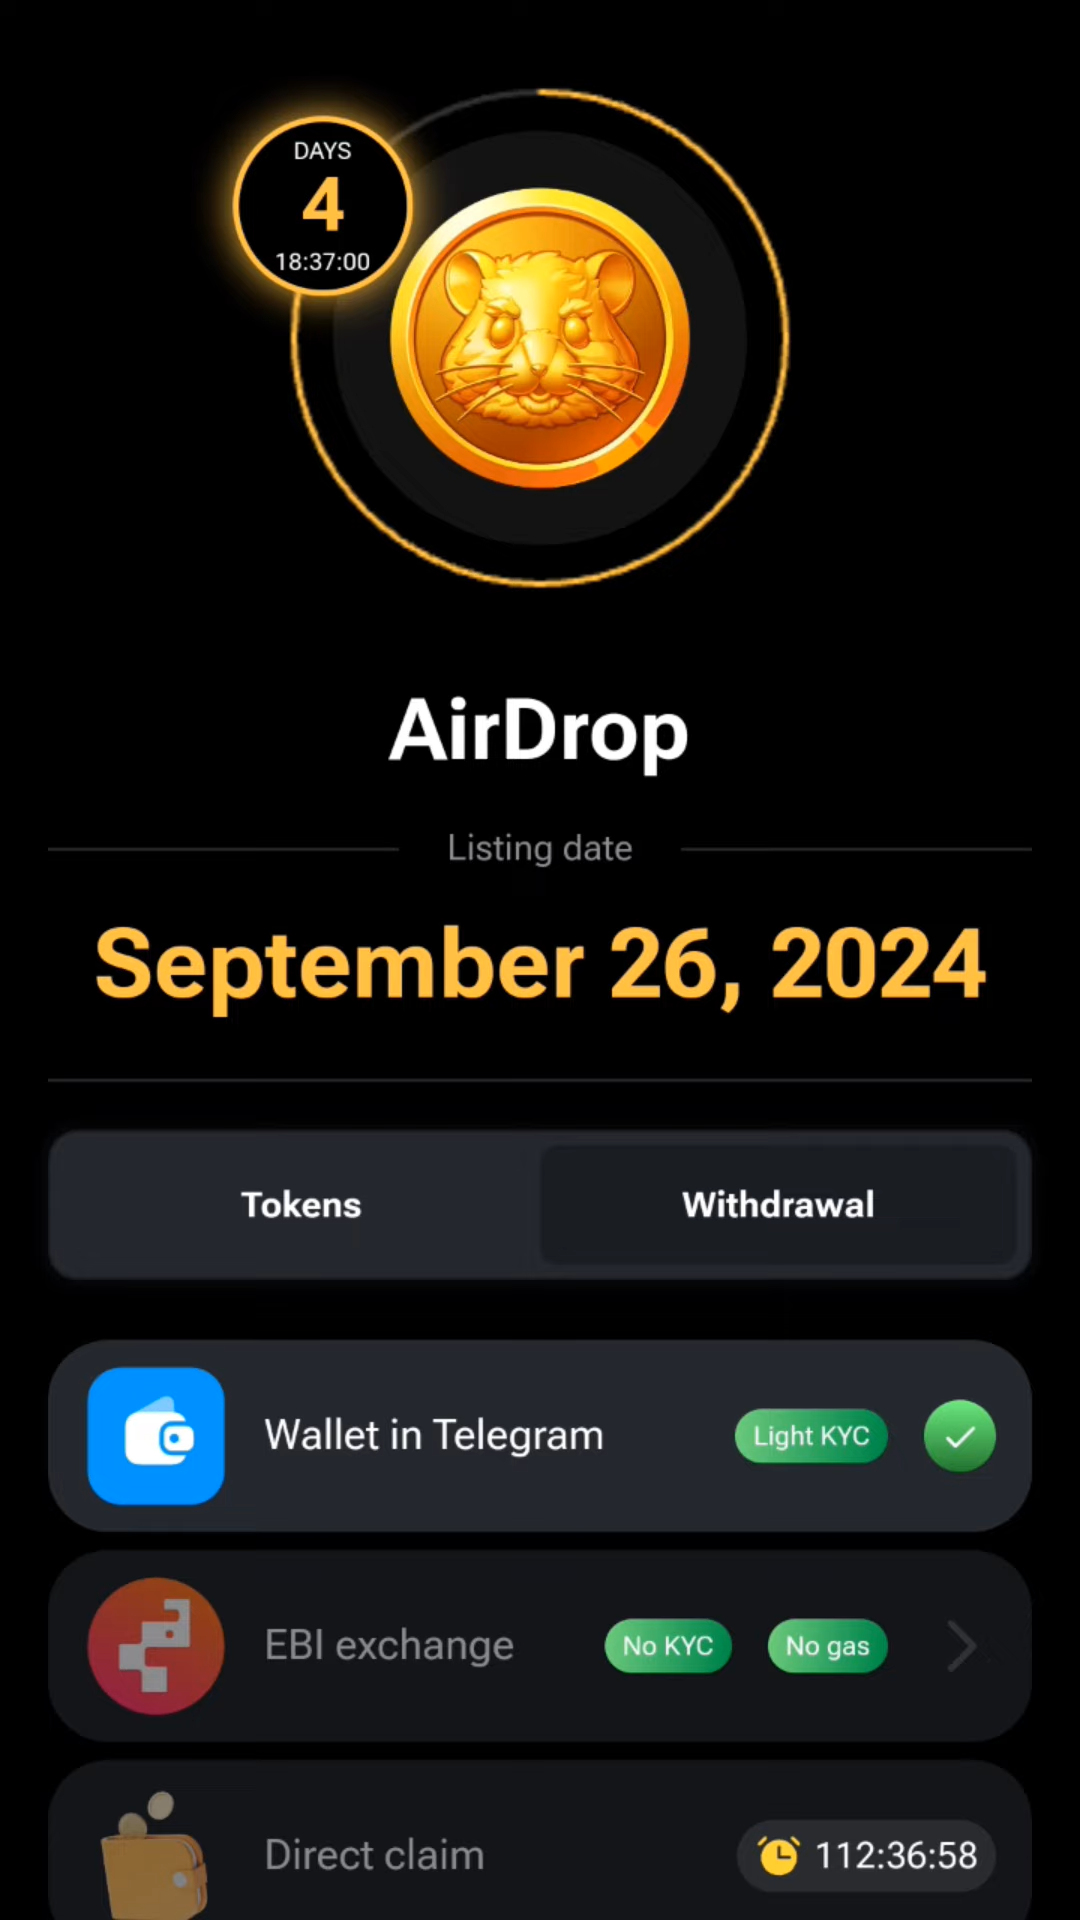 DAYS
4
18:37:00
AirDrop
Listing date
September 26, 2024
Tokens
Withdrawal
Wallet in Telegram
Light KYC
EBI exchange
No KYC
No gas
Direct claim
112:36:58